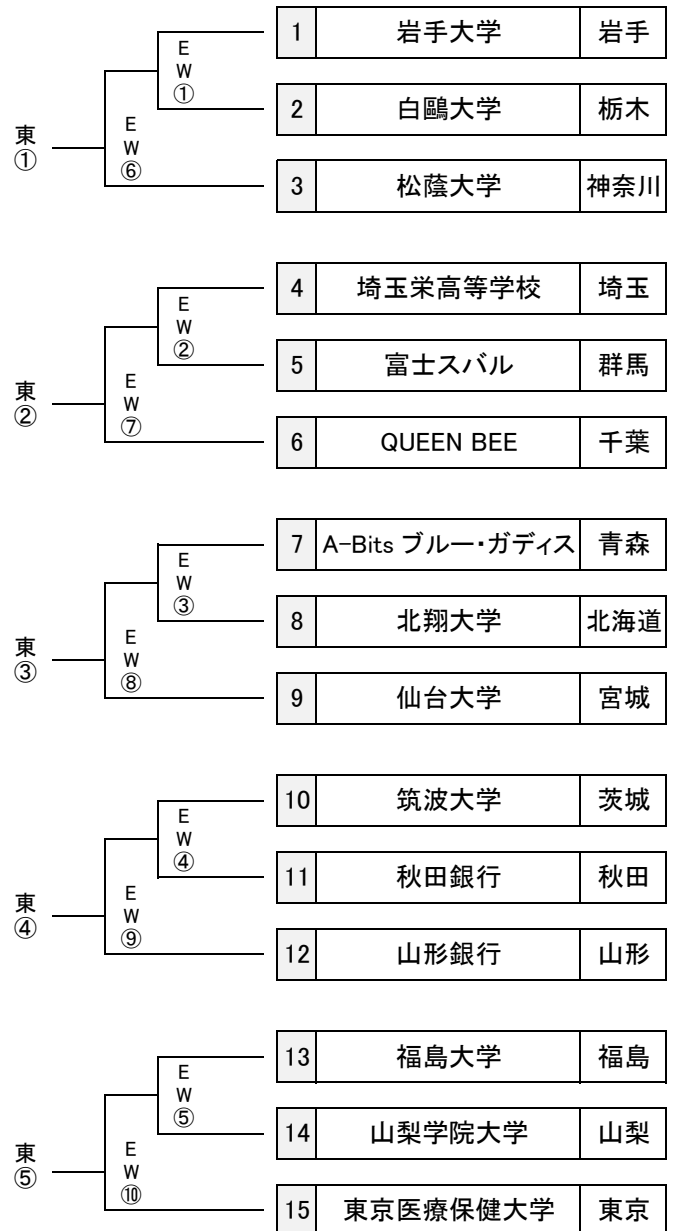 1 岩手大学 岩手
E
W
①
2 白鷗大学 栃木
東
①
E
W
⑥
3 松蔭大学 神奈川
4 埼玉栄高等学校 埼玉
E
W
②
5 富士スバル 群馬
東
②
E
W
⑦
6 QUEEN BEE 千葉
7 A-Bits ブルー・ガディス 青森
E
W
③
8 北翔大学 北海道
東
③
E
W
⑧
9 仙台大学 宮城
10 筑波大学 茨城
E
W
④
11 秋田銀行 秋田
東
④
E
W
⑨
12 山形銀行 山形
13 福島大学 福島
E
W
⑤
14 山梨学院大学 山梨
東
⑤
E
W
⑩
15 東京医療保健大学 東京